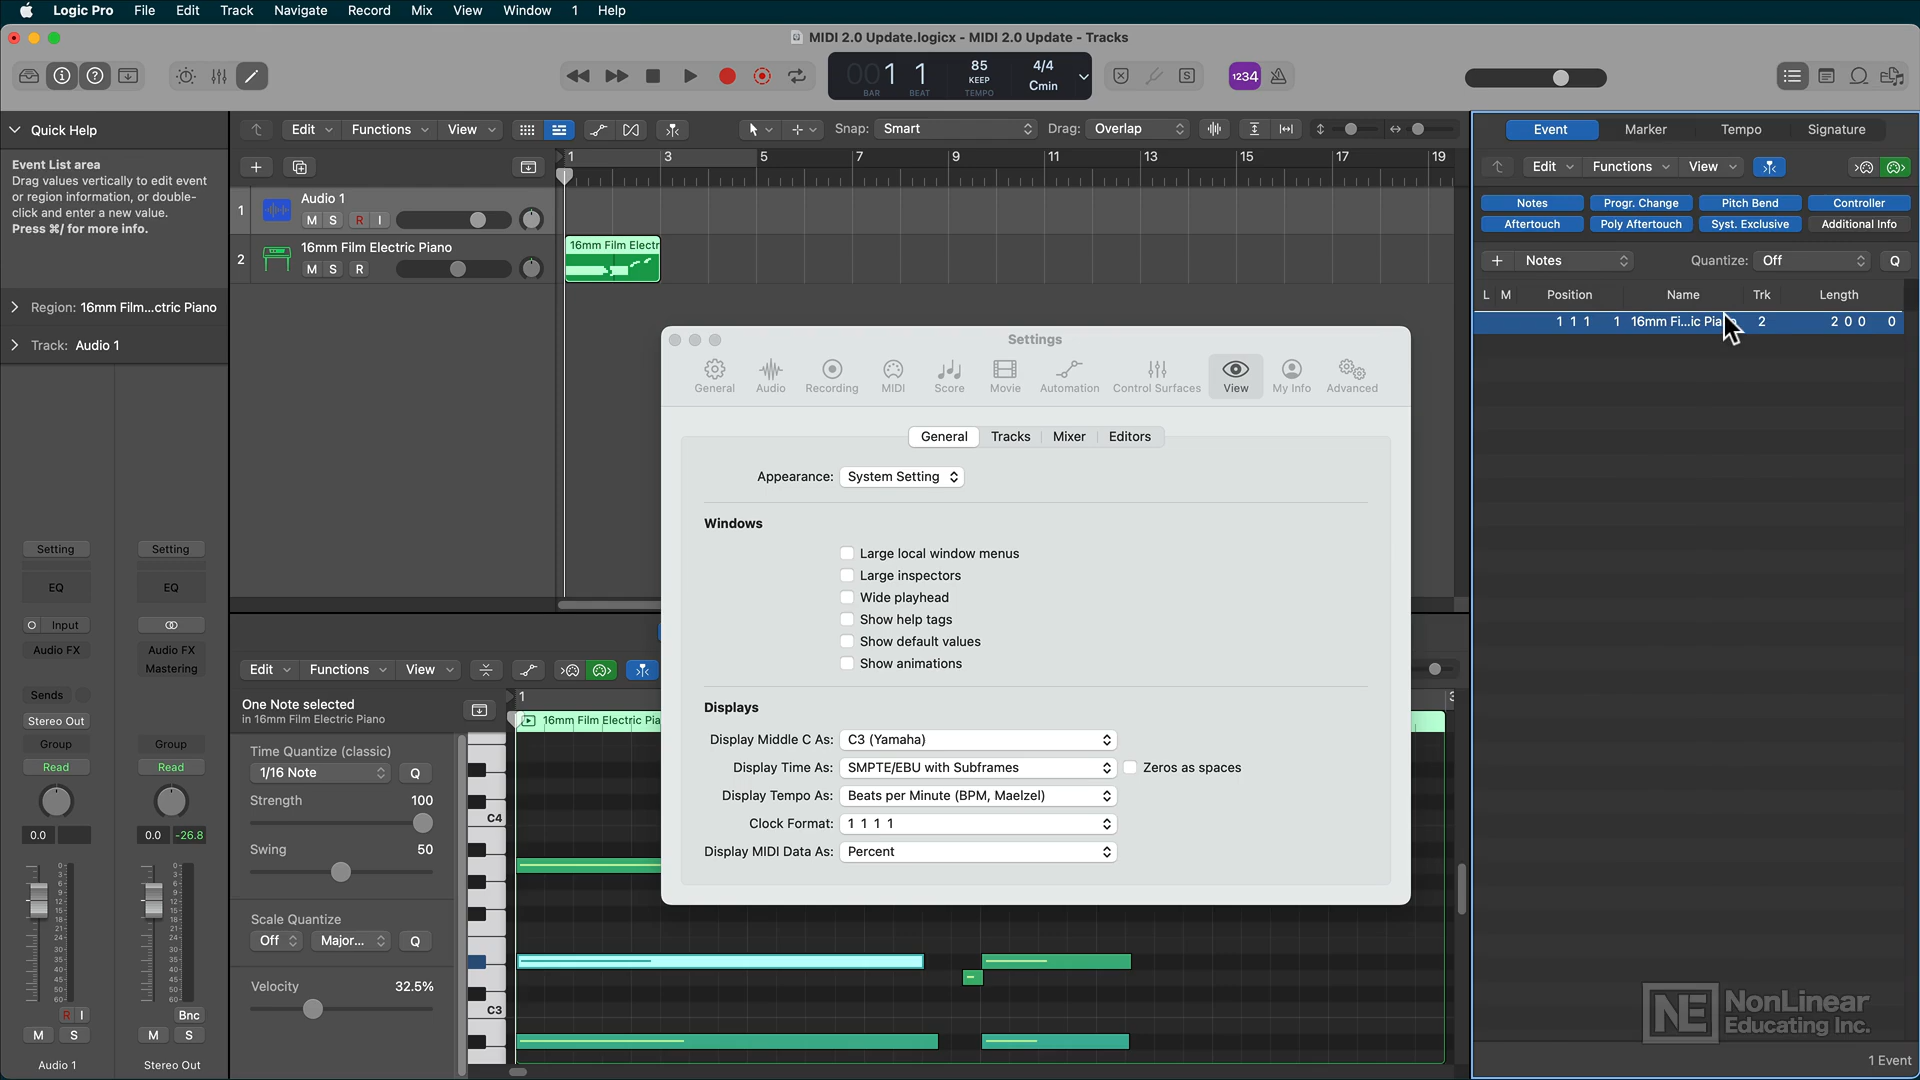 Logic Pro File Edit Track Navigate Record Mix View Window 1 Help
MIDI 2.0 Update.logicx - MIDI 2.0 Update - Tracks
001 1 85 4/4
KEEP Cmin
BAR BEAT TEMPO
S 1234
Quick Help
Event List area
Drag values vertically to edit event
or region information, or double-
click and enter a new value.
Press ⌘/ for more info.
Region: 16mm Film...ctric Piano
Track: Audio 1
Edit Functions View Snap: Smart Drag: Overlap
1 3 5 7 9 11 13 15 17 19
1 Audio 1
M S R I
2 16mm Film Electric Piano
M S R
16mm Film Electr
Event Marker Tempo Signature
Edit Functions View
Notes Progr. Change Pitch Bend Controller
Aftertouch Poly Aftertouch Syst. Exclusive Additional Info
+ Notes Quantize: Off Q
L M Position Name Trk Length
1 1 1 1 16mm Fi...ic Pia 2 2 0 0 0
Settings
General Audio Recording MIDI Score Movie Automation Control Surfaces View My Info Advanced
General Tracks Mixer Editors
Appearance: System Setting
Windows
Large local window menus
Large inspectors
Wide playhead
Show help tags
Show default values
Show animations
Displays
Display Middle C As: C3 (Yamaha)
Display Time As: SMPTE/EBU with Subframes Zeros as spaces
Display Tempo As: Beats per Minute (BPM, Maelzel)
Clock Format: 1 1 1 1
Display MIDI Data As: Percent
Setting Setting
EQ EQ
Input
Audio FX Audio FX
Mastering
Sends
Stereo Out
Group Group
Read Read
0.0 0.0 -26.8
R I Bnc
M S M S
Audio 1 Stereo Out
Edit Functions View
One Note selected
in 16mm Film Electric Piano
1
16mm Film Electric Pia
Time Quantize (classic)
1/16 Note Q
Strength 100
Swing 50
Scale Quantize
Off Major... Q
Velocity 32.5%
C4
C3
NE NonLinear
Educating Inc.
1 Event